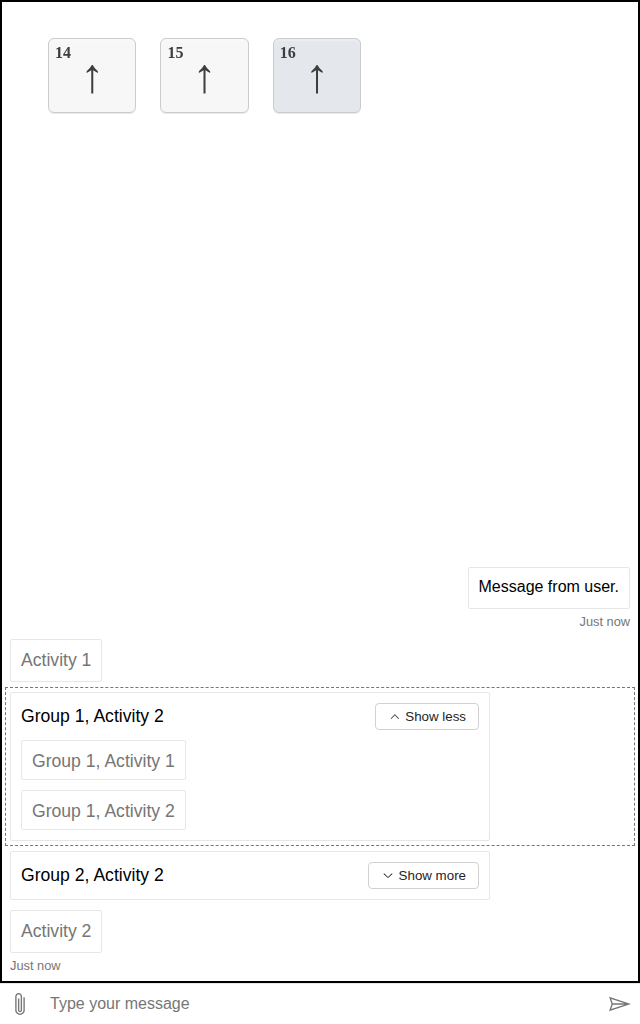 14 ↑
15 ↑
16 ↑
Message from user.
Just now
Activity 1
Group 1, Activity 2 Show less
Group 1, Activity 1
Group 1, Activity 2
Group 2, Activity 2 Show more
Activity 2
Just now
Type your message